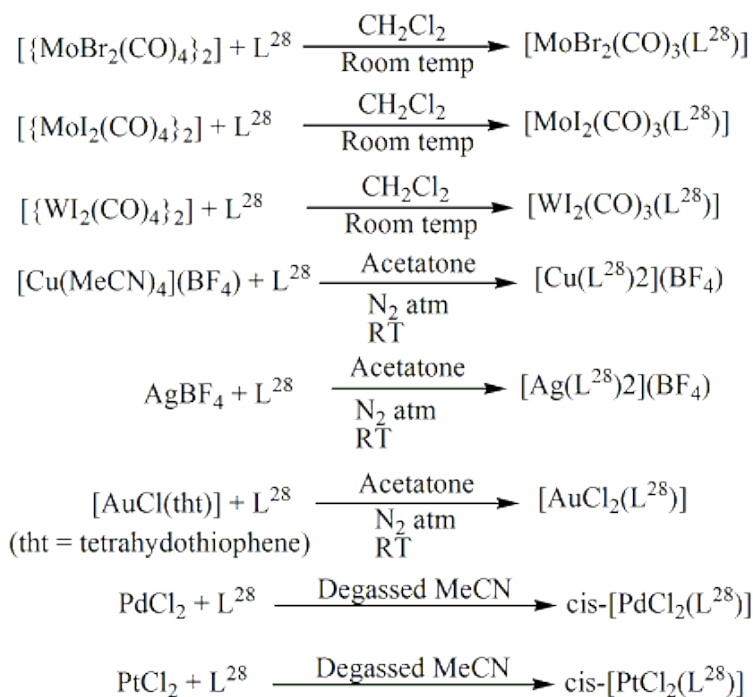 [{MoBr₂(CO)₄}₂] + L²⁸ CH₂Cl₂ Room temp [MoBr₂(CO)₃(L²⁸)]
[{MoI₂(CO)₄}₂] + L²⁸ CH₂Cl₂ Room temp [MoI₂(CO)₃(L²⁸)]
[{WI₂(CO)₄}₂] + L²⁸ CH₂Cl₂ Room temp [WI₂(CO)₃(L²⁸)]
[Cu(MeCN)₄](BF₄) + L²⁸ Acetatone N₂ atm RT [Cu(L²⁸)2](BF₄)
AgBF₄ + L²⁸ Acetatone N₂ atm RT [Ag(L²⁸)2](BF₄)
[AuCl(tht)] + L²⁸ Acetatone N₂ atm RT [AuCl₂(L²⁸)]
(tht = tetrahydothiophene)
PdCl₂ + L²⁸ Degassed MeCN cis-[PdCl₂(L²⁸)]
PtCl₂ + L²⁸ Degassed MeCN cis-[PtCl₂(L²⁸)]